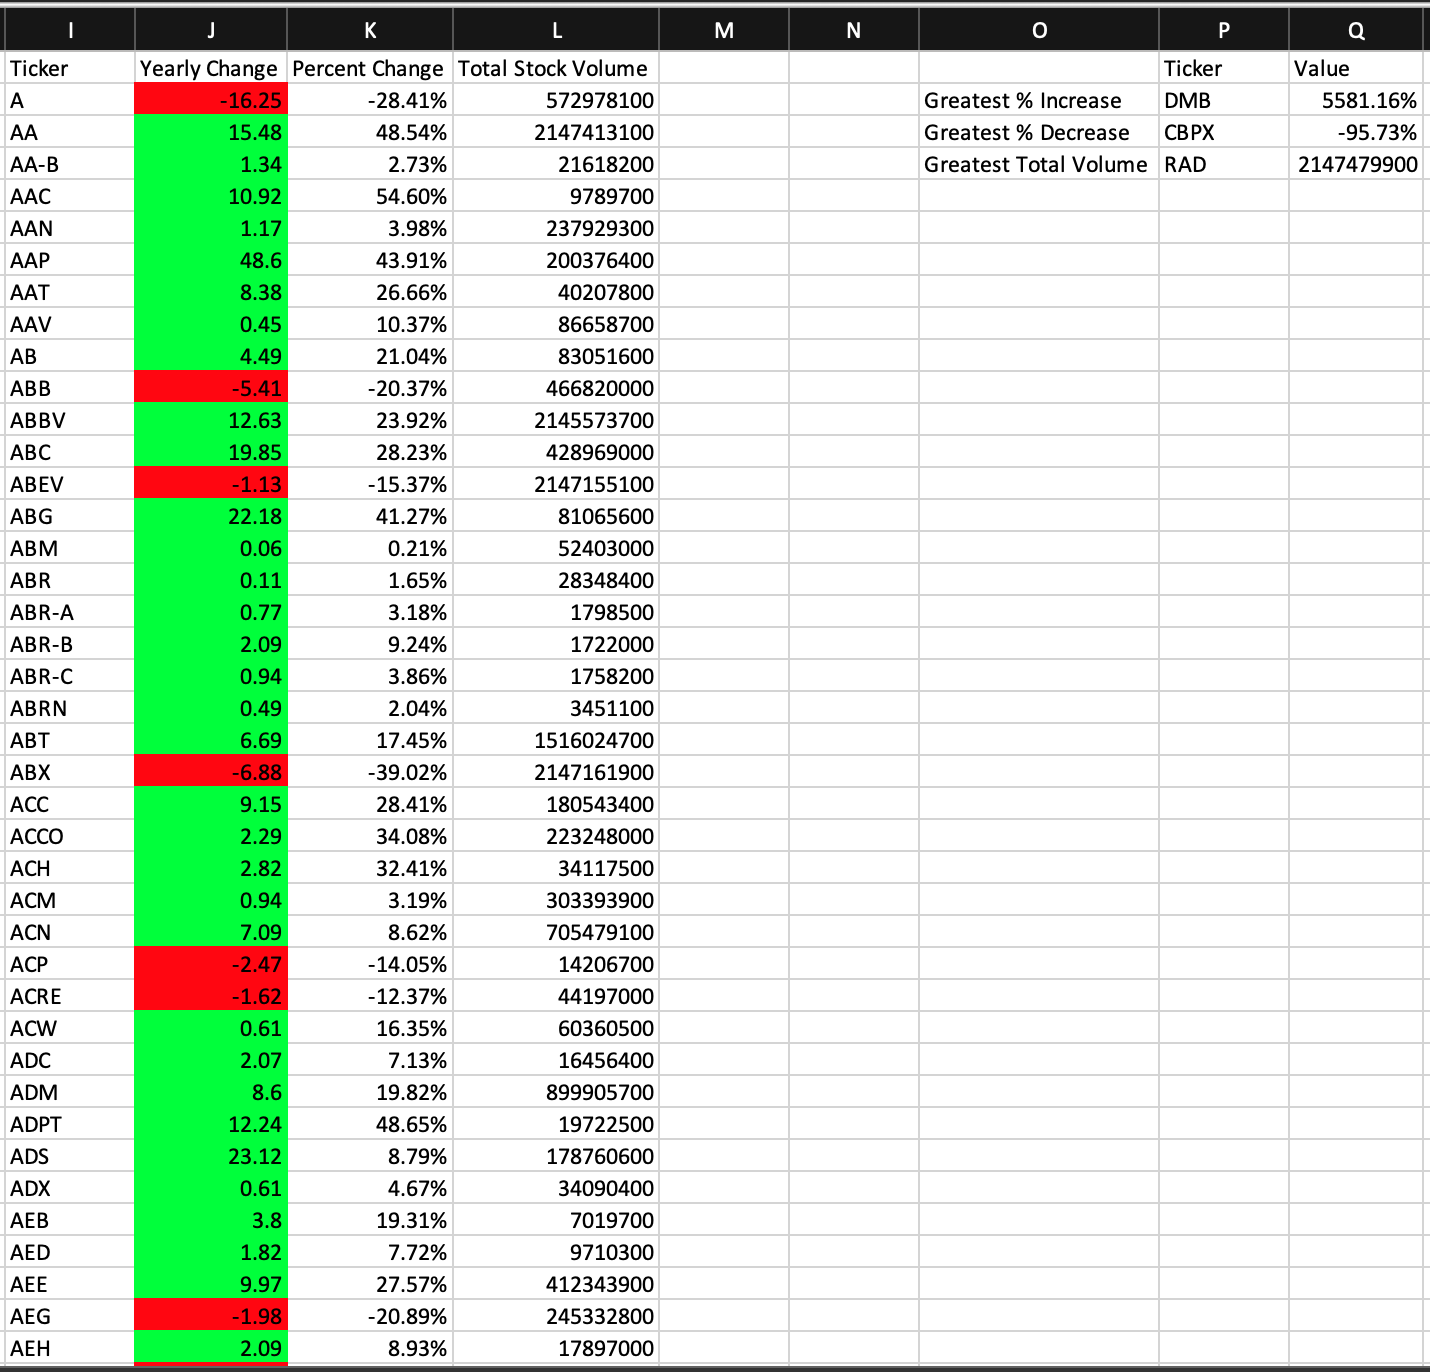 I J K L M N O P Q
Ticker Yearly Change Percent Change Total Stock Volume Ticker Value
A -16.25 -28.41% 572978100 Greatest % Increase DMB 5581.16%
AA 15.48 48.54% 2147413100 Greatest % Decrease CBPX -95.73%
AA-B 1.34 2.73% 21618200 Greatest Total Volume RAD 2147479900
AAC 10.92 54.60% 9789700
AAN 1.17 3.98% 237929300
AAP 48.6 43.91% 200376400
AAT 8.38 26.66% 40207800
AAV 0.45 10.37% 86658700
AB 4.49 21.04% 83051600
ABB -5.41 -20.37% 466820000
ABBV 12.63 23.92% 2145573700
ABC 19.85 28.23% 428969000
ABEV -1.13 -15.37% 2147155100
ABG 22.18 41.27% 81065600
ABM 0.06 0.21% 52403000
ABR 0.11 1.65% 28348400
ABR-A 0.77 3.18% 1798500
ABR-B 2.09 9.24% 1722000
ABR-C 0.94 3.86% 1758200
ABRN 0.49 2.04% 3451100
ABT 6.69 17.45% 1516024700
ABX -6.88 -39.02% 2147161900
ACC 9.15 28.41% 180543400
ACCO 2.29 34.08% 223248000
ACH 2.82 32.41% 34117500
ACM 0.94 3.19% 303393900
ACN 7.09 8.62% 705479100
ACP -2.47 -14.05% 14206700
ACRE -1.62 -12.37% 44197000
ACW 0.61 16.35% 60360500
ADC 2.07 7.13% 16456400
ADM 8.6 19.82% 899905700
ADPT 12.24 48.65% 19722500
ADS 23.12 8.79% 178760600
ADX 0.61 4.67% 34090400
AEB 3.8 19.31% 7019700
AED 1.82 7.72% 9710300
AEE 9.97 27.57% 412343900
AEG -1.98 -20.89% 245332800
AEH 2.09 8.93% 17897000